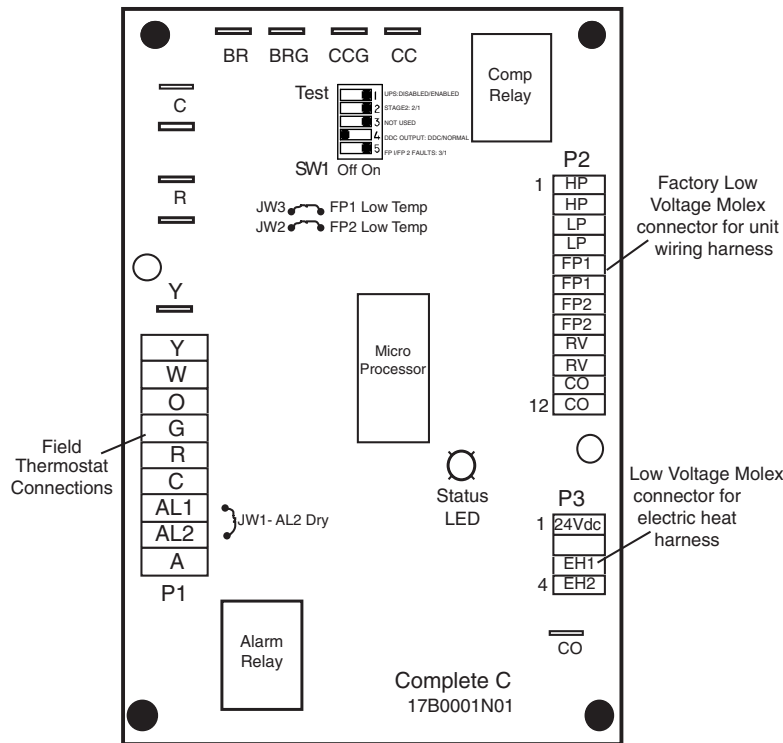 BR BRG CCG CC
Comp
Relay
C
R
Test
1 UPS:DISABLED/ENABLED
2 STAGE2: 2/1
3 NOT USED
4 DDC OUTPUT: DDC/NORMAL
5 FP I/FP 2 FAULTS: 3/1
SW1 Off On
JW3 FP1 Low Temp
JW2 FP2 Low Temp
P2
1 HP
HP
LP
LP
FP1
FP1
FP2
FP2
RV
RV
CO
12 CO
Factory Low
Voltage Molex
connector for unit
wiring harness
Y
Y
W
O
G
R
C
AL1
AL2
A
P1
Field
Thermostat
Connections
JW1- AL2 Dry
Micro
Processor
Status
LED
Low Voltage Molex
connector for
electric heat
harness
P3
1 24Vdc
EH1
4 EH2
CO
Alarm
Relay
Complete C
17B0001N01